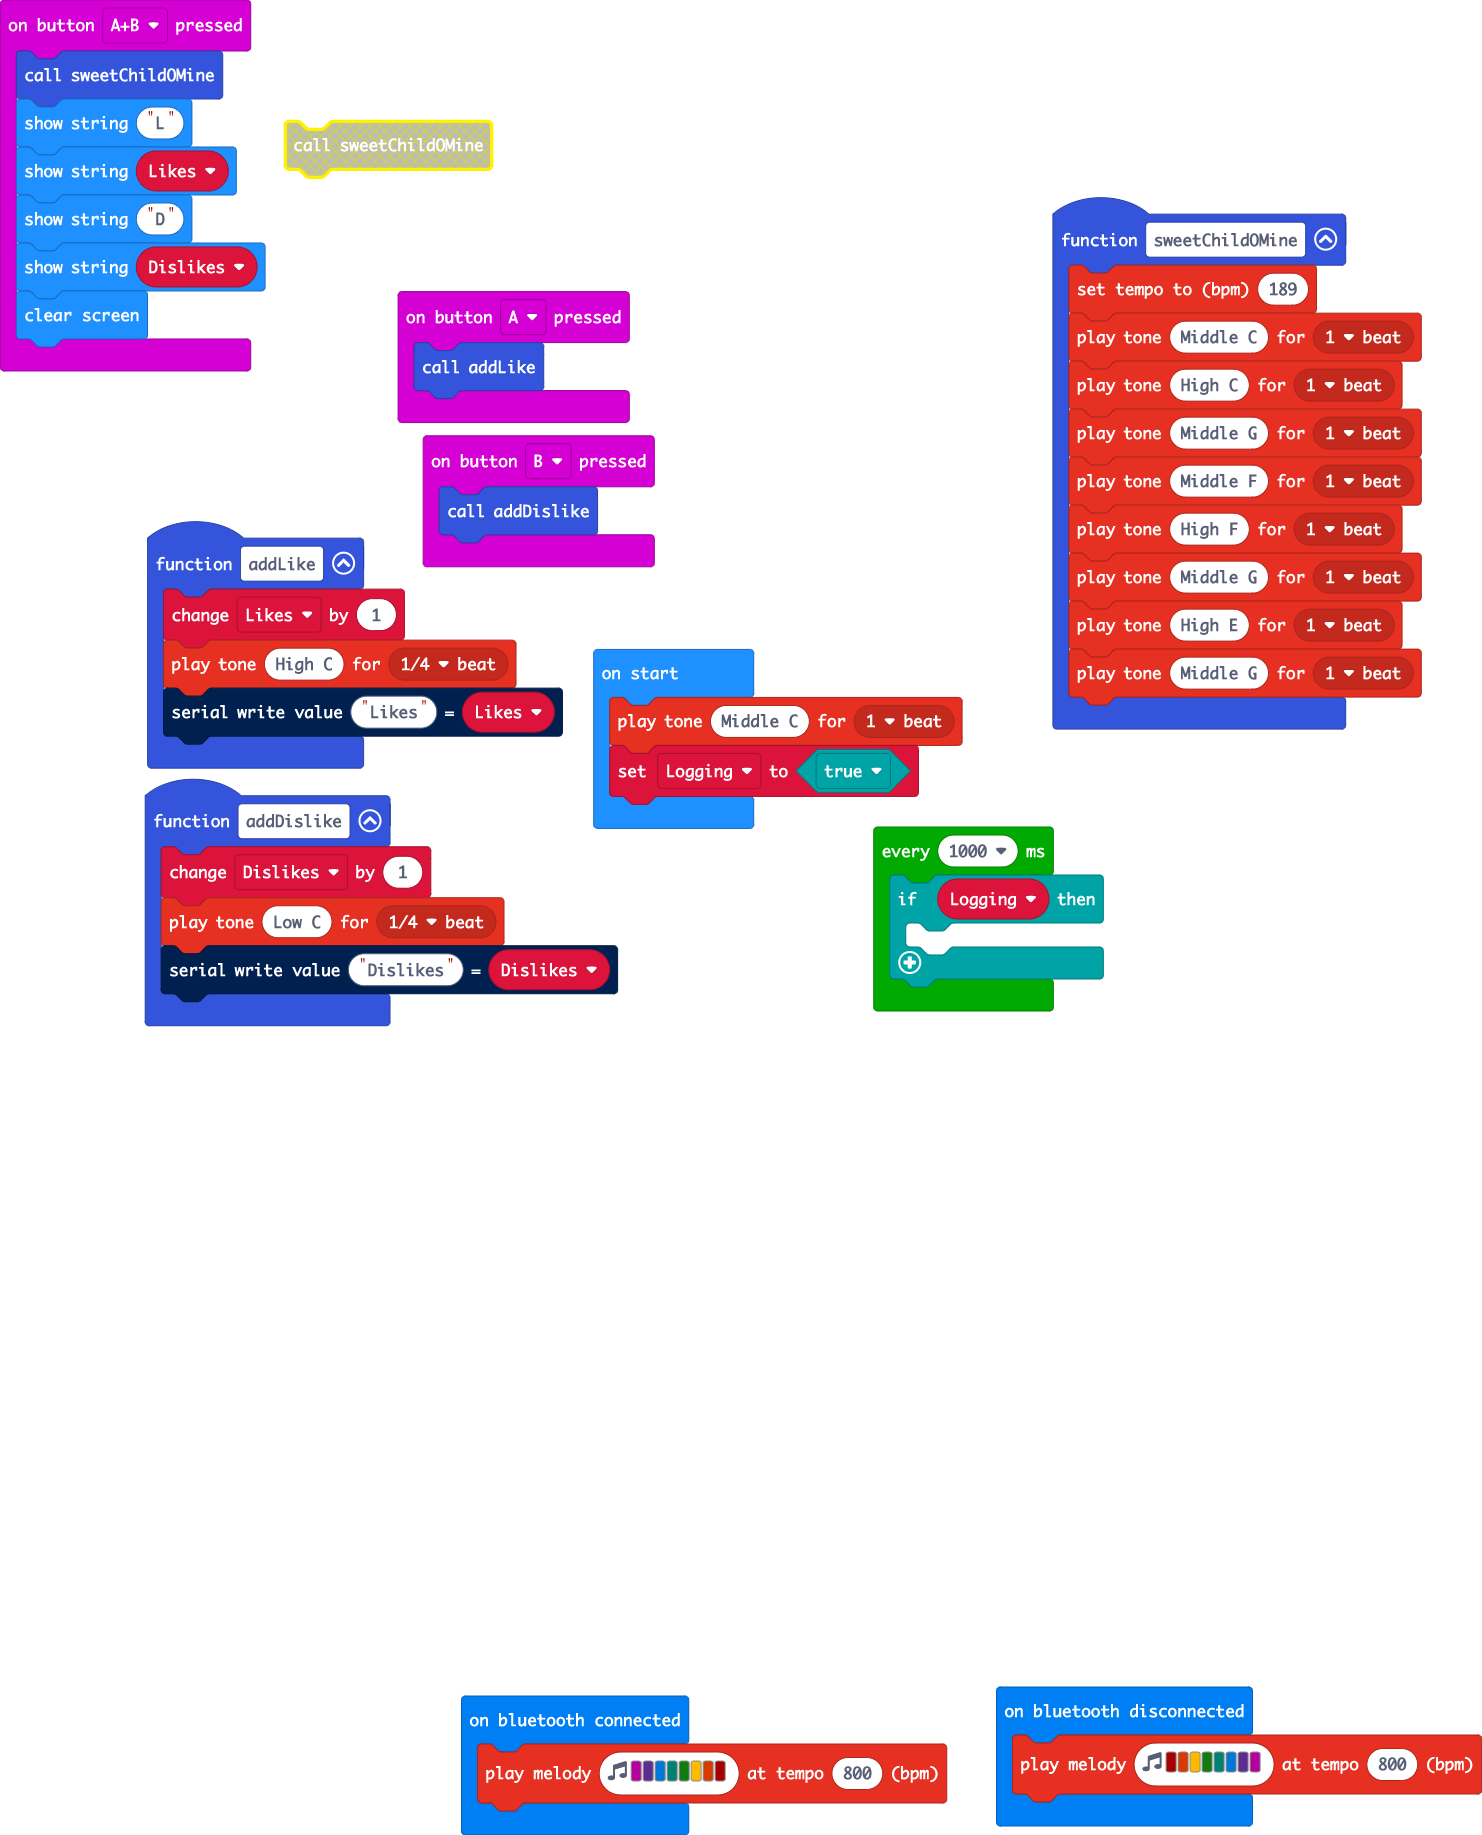 on button A+B pressed
call sweetChildOMine
show string "L"
show string Likes
show string "D"
show string Dislikes
clear screen
call sweetChildOMine
on button A pressed
call addLike
on button B pressed
call addDislike
function addLike
change Likes by 1
play tone High C for 1/4 beat
serial write value "Likes" = Likes
function addDislike
change Dislikes by 1
play tone Low C for 1/4 beat
serial write value "Dislikes" = Dislikes
on start
play tone Middle C for 1 beat
set Logging to true
every 1000 ms
if Logging then
function sweetChildOMine
set tempo to (bpm) 189
play tone Middle C for 1 beat
play tone High C for 1 beat
play tone Middle G for 1 beat
play tone Middle F for 1 beat
play tone High F for 1 beat
play tone Middle G for 1 beat
play tone High E for 1 beat
play tone Middle G for 1 beat
on bluetooth connected
play melody at tempo 800 (bpm)
on bluetooth disconnected
play melody at tempo 800 (bpm)